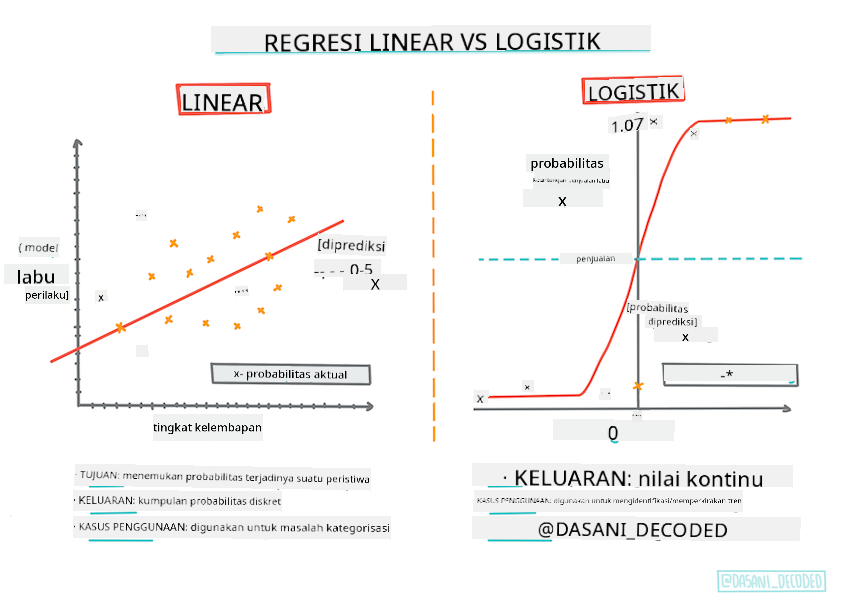 REGRESI LINEAR VS LOGISTIK
LINEAR
( model
labu
perilaku]
x
[diprediksi
0-5
X
x- probabilitas aktual
tingkat kelembapan
· TUJUAN: menemukan probabilitas terjadinya suatu peristiwa
· KELUARAN: kumpulan probabilitas diskret
· KASUS PENGGUNAAN: digunakan untuk masalah kategorisasi
LOGISTIK
1.07 x
probabilitas
x
penjualan
[probabilitas
diprediksi]
x
x
x
x
-*
0
· KELUARAN: nilai kontinu
KASUS PENGGUNAAN: digunakan untuk mengidentifikasi/memperkirakan tren
@DASANI_DECODED
@DASANI_DECODED